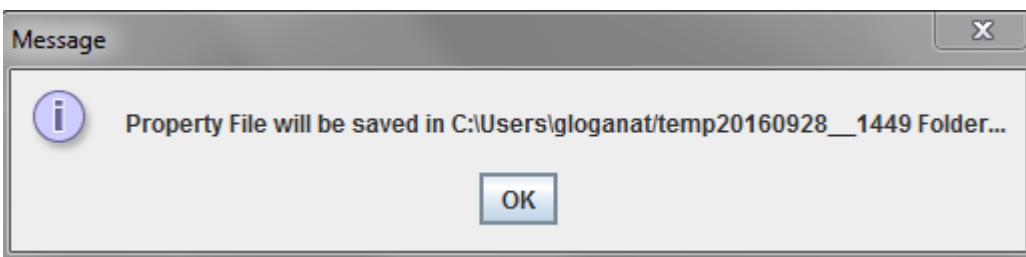 Message
Property File will be saved in C:\Users\gloganat/temp20160928__1449 Folder...
OK